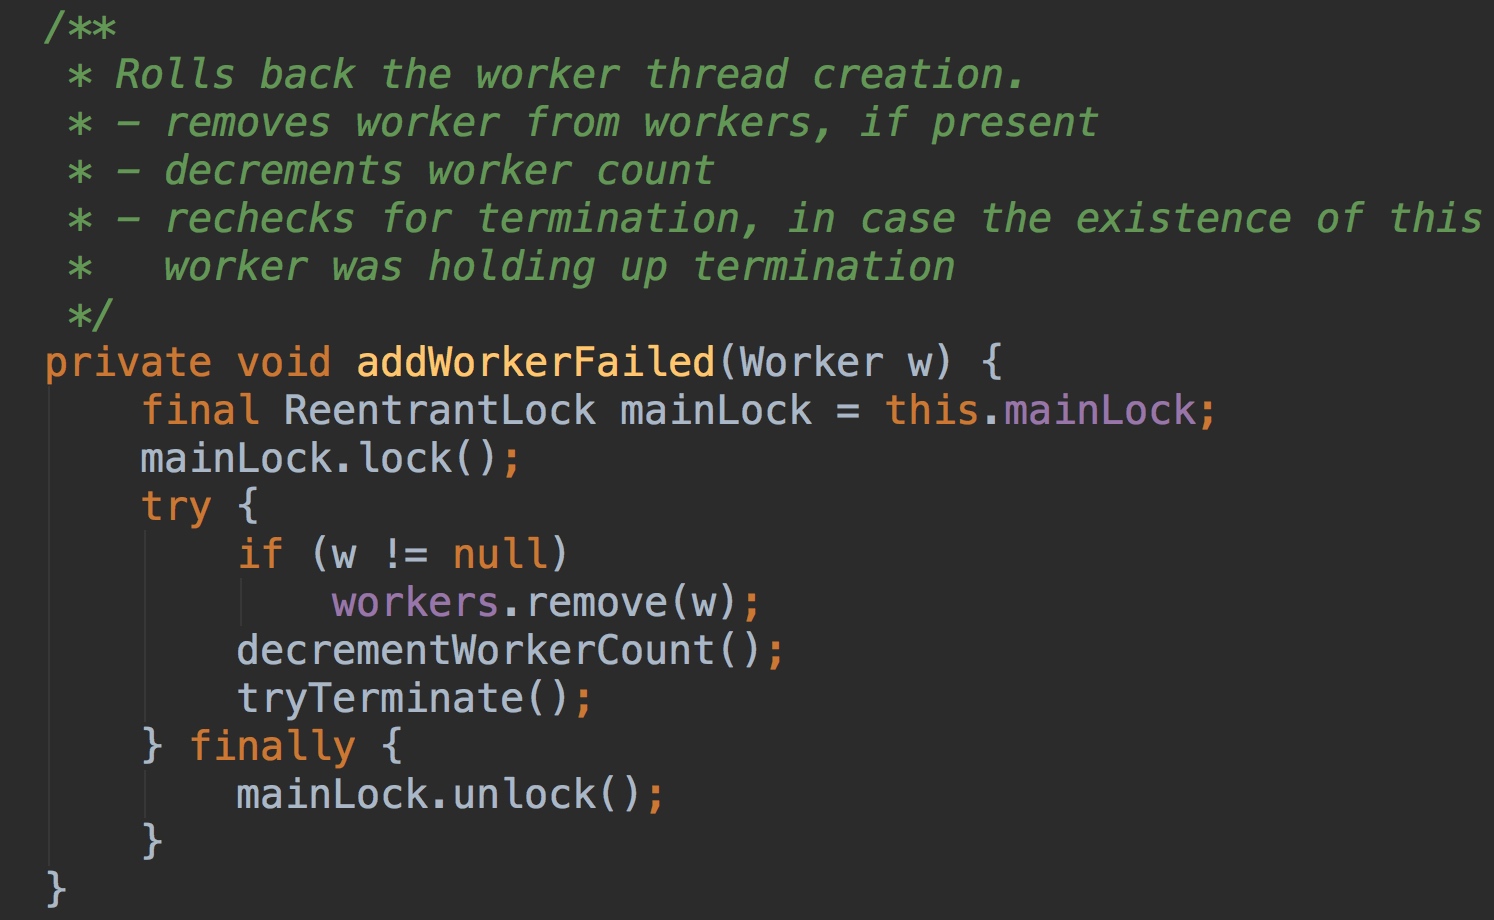 /**
 * Rolls back the worker thread creation.
 * – removes worker from workers, if present
 * – decrements worker count
 * – rechecks for termination, in case the existence of this
 *   worker was holding up termination
 */
private void addWorkerFailed(Worker w) {
    final ReentrantLock mainLock = this.mainLock;
    mainLock.lock();
    try {
        if (w != null)
            workers.remove(w);
        decrementWorkerCount();
        tryTerminate();
    } finally {
        mainLock.unlock();
    }
}